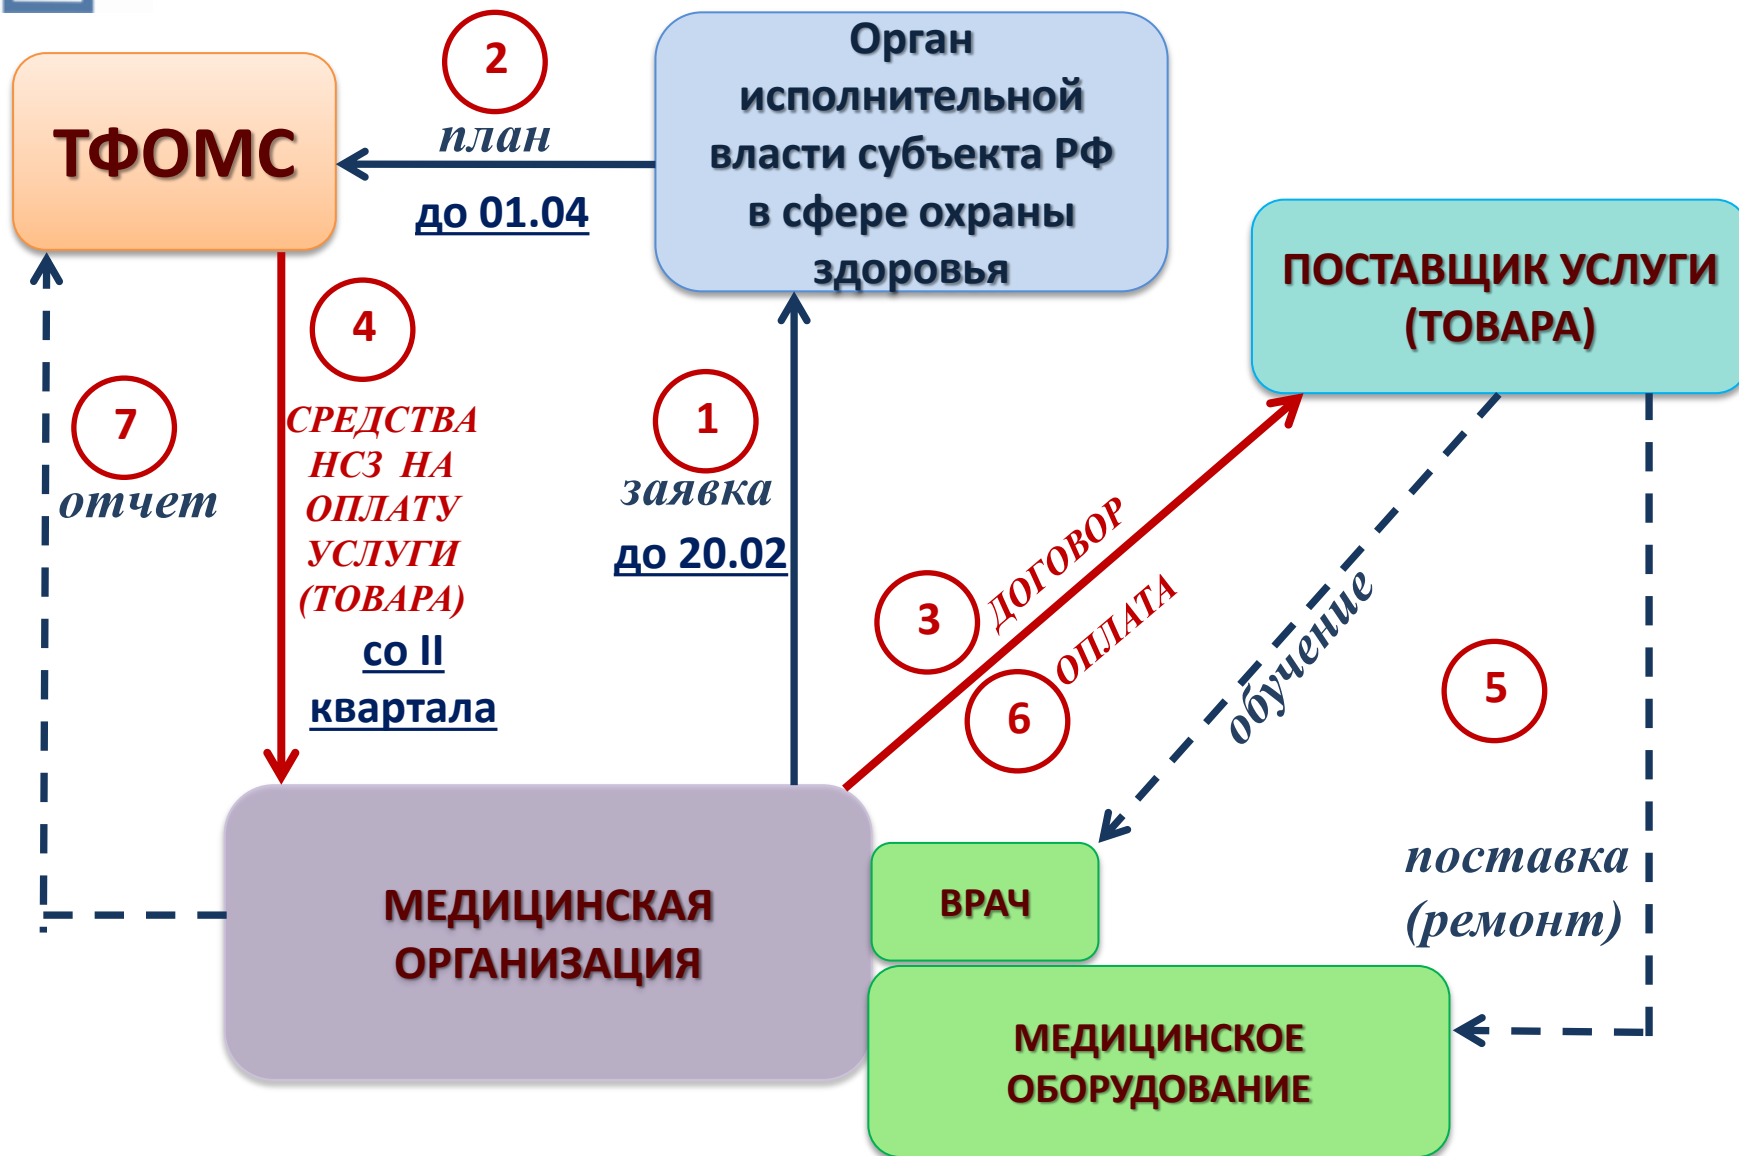 ТФОМС
2
план
до 01.04
Орган
исполнительной
власти субъекта РФ
в сфере охраны
здоровья
ПОСТАВЩИК УСЛУГИ
(ТОВАРА)
4
СРЕДСТВА
НСЗ НА
ОПЛАТУ
УСЛУГИ
(ТОВАРА)
со II
квартала
7
отчет
1
заявка
до 20.02
3
ДОГОВОР
6
ОПЛАТА
обучение
5
поставка
(ремонт)
МЕДИЦИНСКАЯ
ОРГАНИЗАЦИЯ
ВРАЧ
МЕДИЦИНСКОЕ
ОБОРУДОВАНИЕ